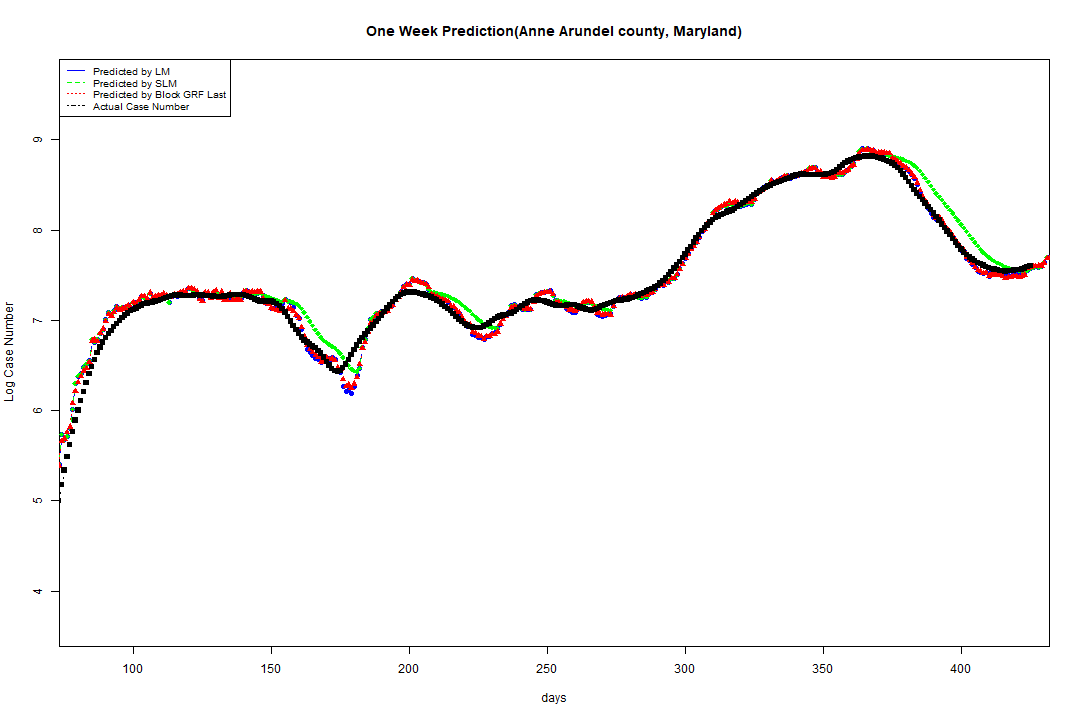 One Week Prediction(Anne Arundel county, Maryland)
Predicted by LM
Predicted by SLM
Predicted by Block GRF Last
Actual Case Number
9
8
7
6
5
4
Log Case Number
100 150 200 250 300 350 400
days